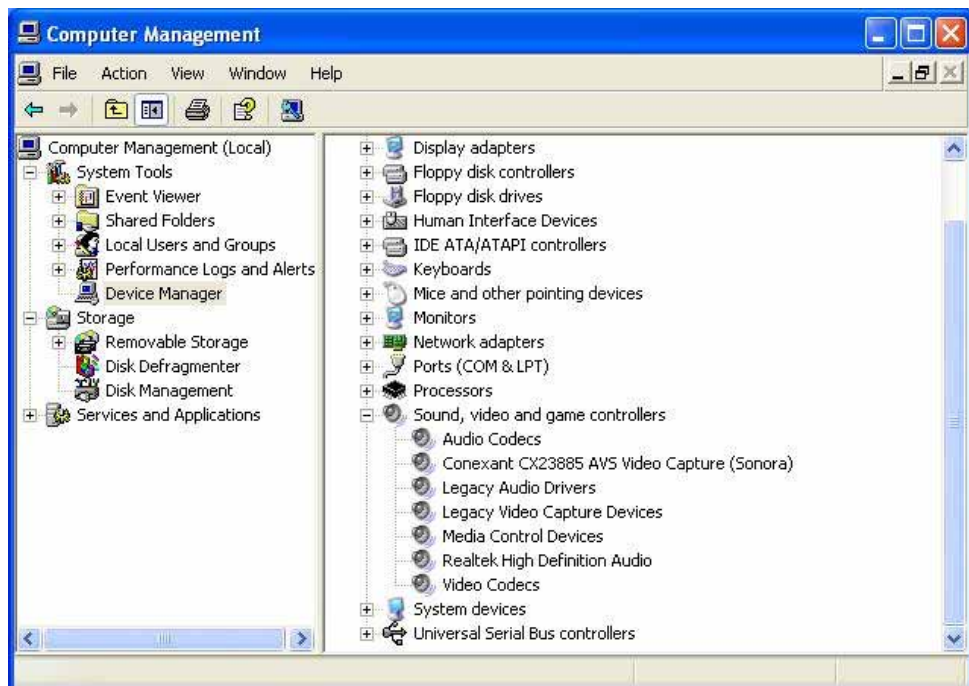 Computer Management
File Action View Window Help
Computer Management (Local)
System Tools
Event Viewer
Shared Folders
Local Users and Groups
Performance Logs and Alerts
Device Manager
Storage
Removable Storage
Disk Defragmenter
Disk Management
Services and Applications
Display adapters
Floppy disk controllers
Floppy disk drives
Human Interface Devices
IDE ATA/ATAPI controllers
Keyboards
Mice and other pointing devices
Monitors
Network adapters
Ports (COM & LPT)
Processors
Sound, video and game controllers
Audio Codecs
Conexant CX23885 AVS Video Capture (Sonora)
Legacy Audio Drivers
Legacy Video Capture Devices
Media Control Devices
Realtek High Definition Audio
Video Codecs
System devices
Universal Serial Bus controllers